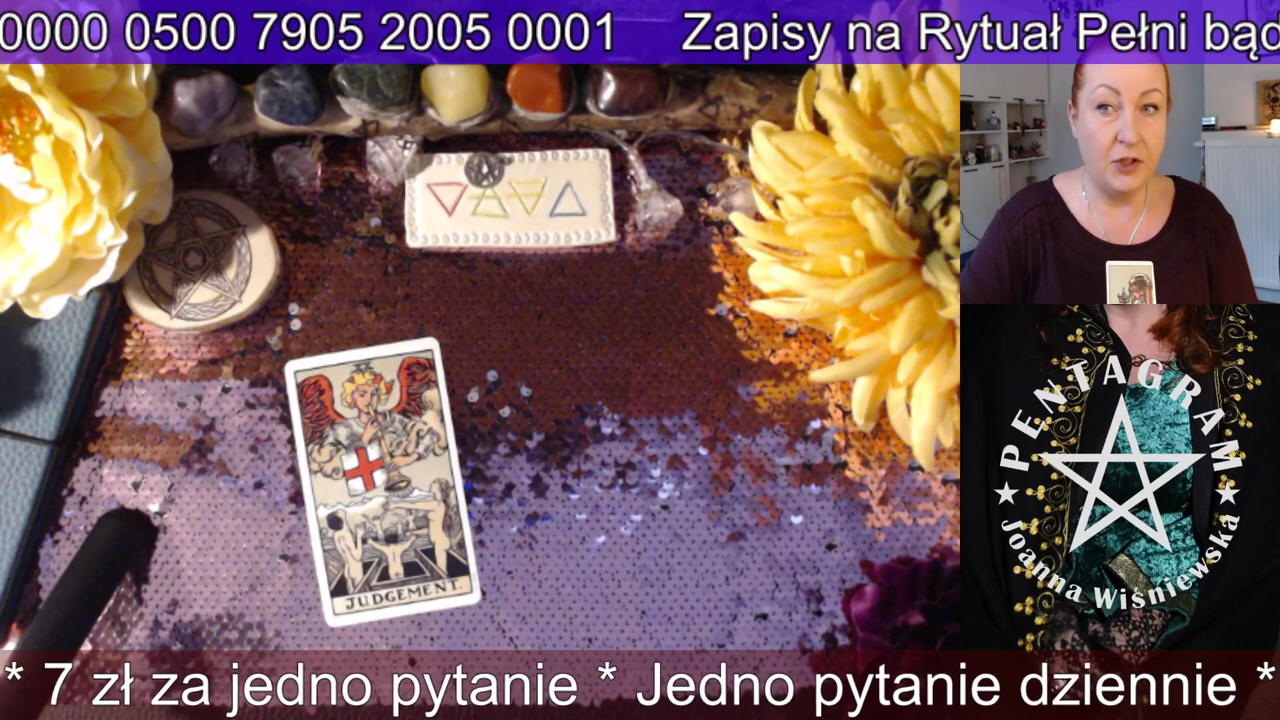 0000 0500 7905 2005 0001 Zapisy na Rytuał Pełni bąd
JUDGEMENT.
PENTAGRAM
Joanna Wiśniewska
* 7 zł za jedno pytanie * Jedno pytanie dziennie *